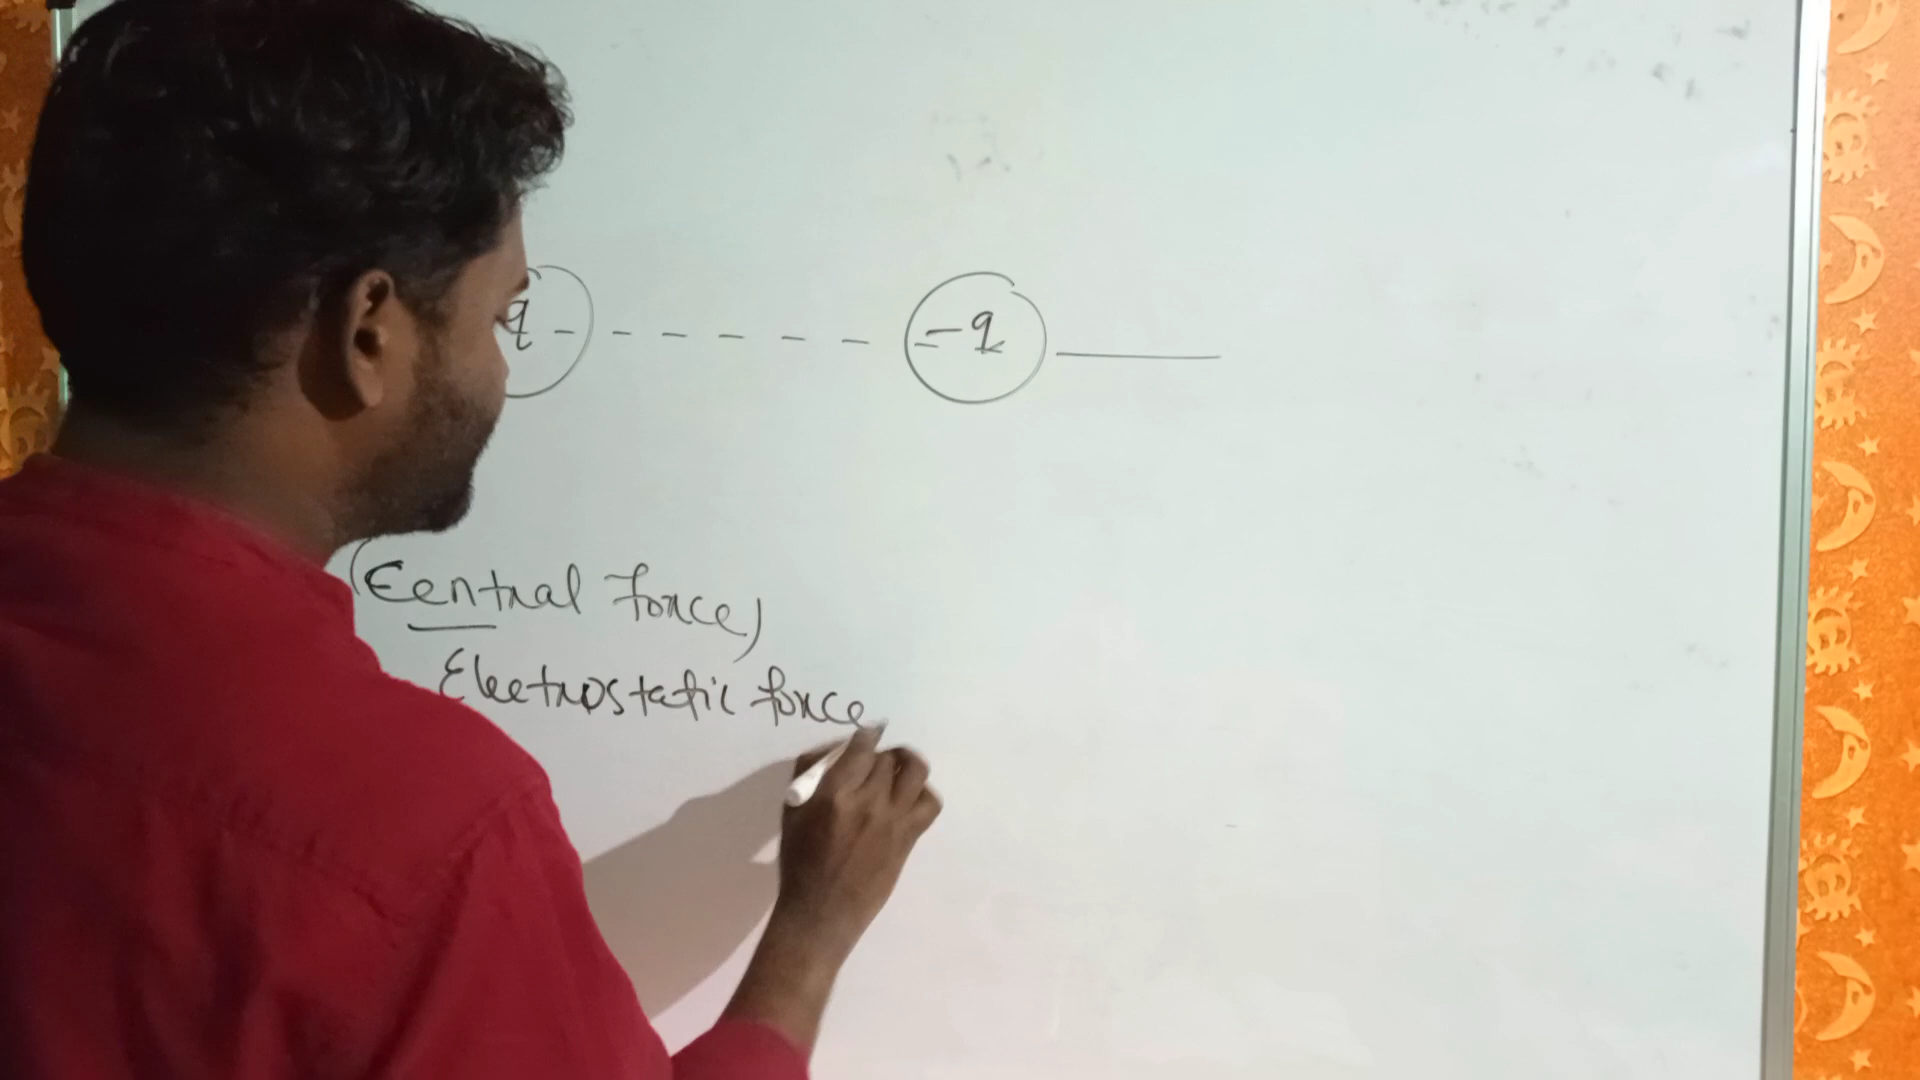 q - - - - - - - -q
(Central force)
Electrostatic force